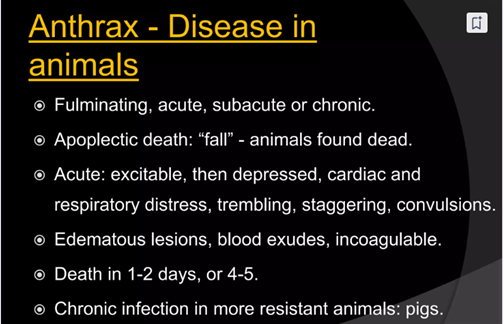 Anthrax - Disease in
animals
Fulminating, acute, subacute or chronic.
Apoplectic death: “fall” - animals found dead.
Acute: excitable, then depressed, cardiac and
respiratory distress, trembling, staggering, convulsions.
Edematous lesions, blood exudes, incoagulable.
Death in 1-2 days, or 4-5.
Chronic infection in more resistant animals: pigs.